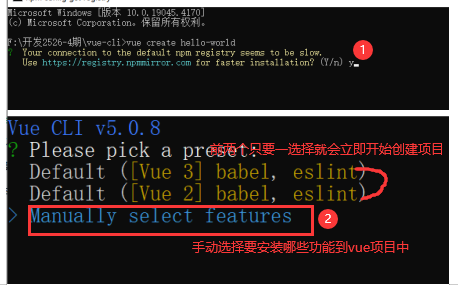 Microsoft Windows [版本 10.0.19045.4170]
(c) Microsoft Corporation。保留所有权利。
F:\开发2526-4期\vue-cli>vue create hello-world
? Your connection to the default npm registry seems to be slow.
Use https://registry.npmmirror.com for faster installation? (Y/n) y
1
Vue CLI v5.0.8
? Please pick a preset:
前两个只要一选择就会立即开始创建项目
Default ([Vue 3] babel, eslint)
Default ([Vue 2] babel, eslint)
> Manually select features
2
手动选择要安装哪些功能到vue项目中